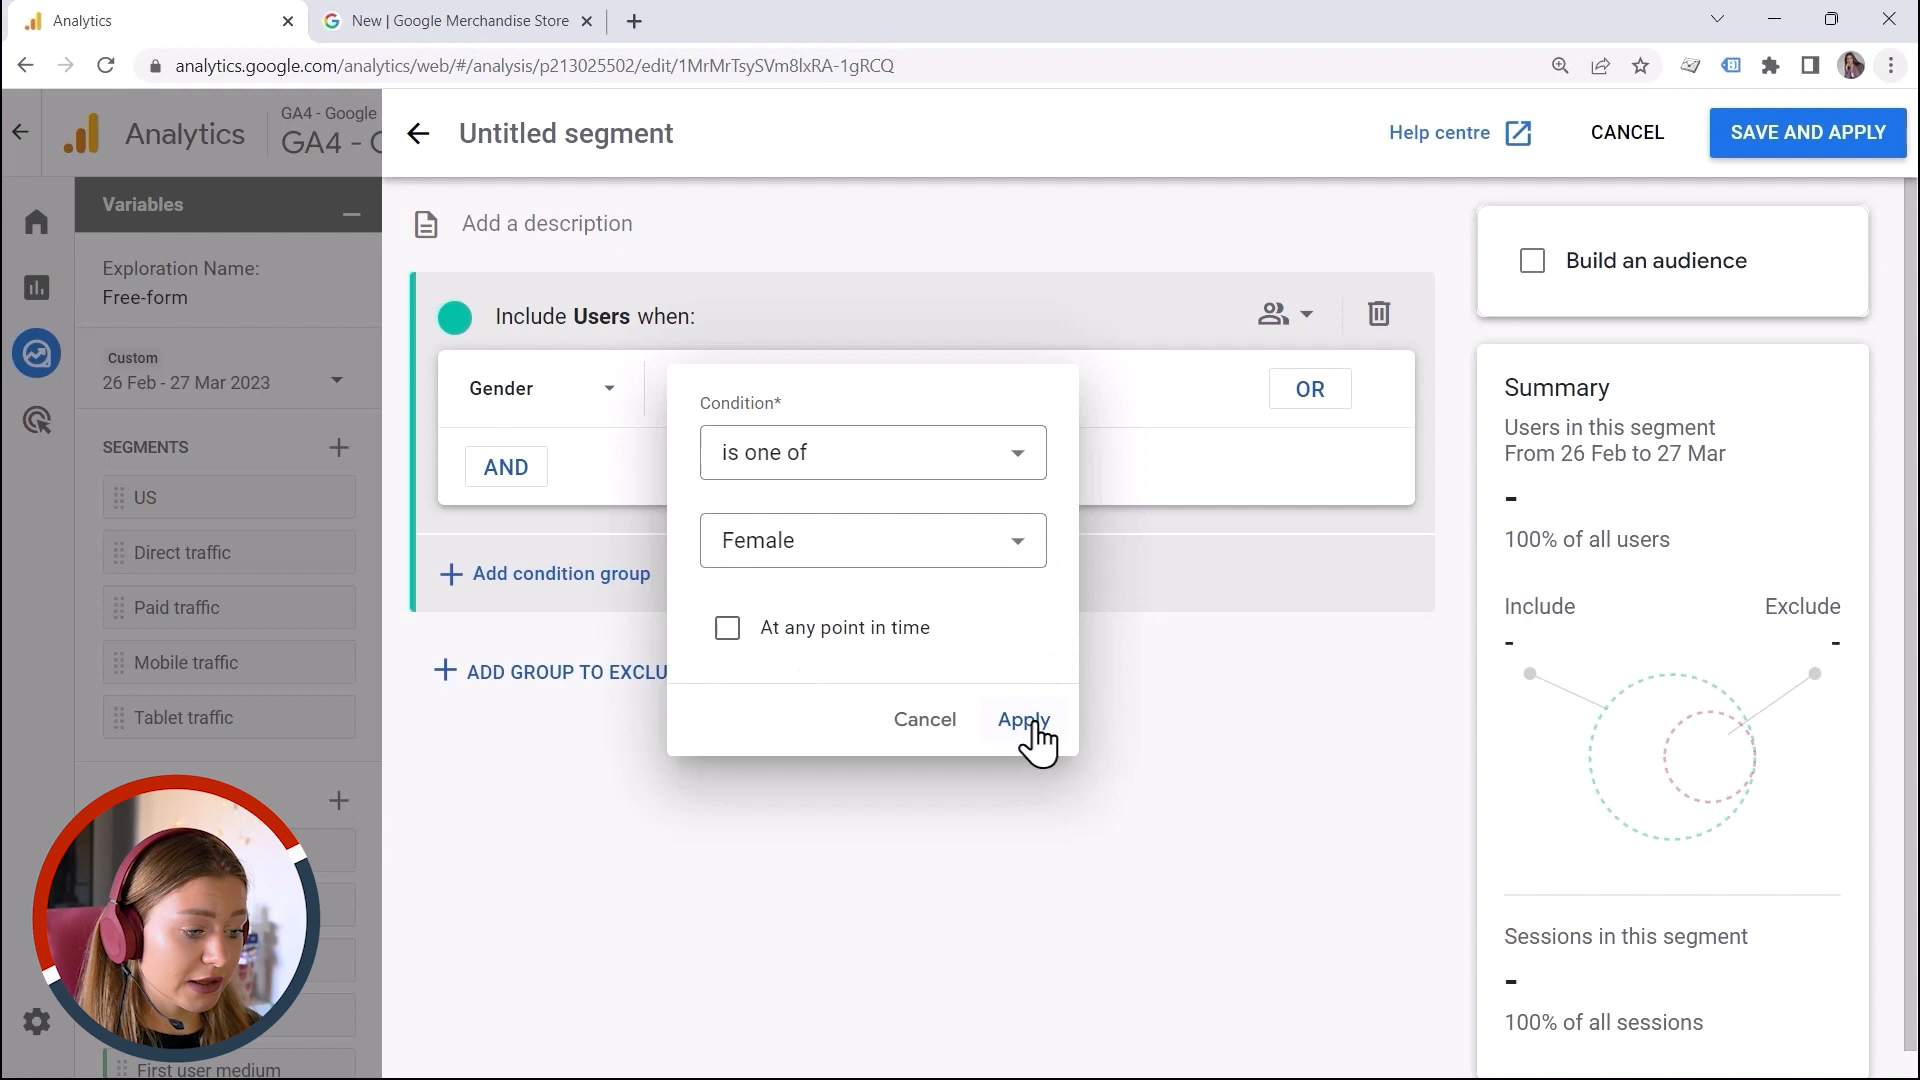 Analytics
New | Google Merchandise Store
analytics.google.com/analytics/web/#/analysis/p213025502/edit/1MrMrTsySVm8lxRA-1gRCQ
Analytics
GA4 - Google
GA4 - 
Untitled segment
Help centre
CANCEL
SAVE AND APPLY
Variables
Exploration Name:
Free-form
Custom
26 Feb - 27 Mar 2023
SEGMENTS
US
Direct traffic
Paid traffic
Mobile traffic
Tablet traffic
First user medium
Add a description
Include Users when:
Gender
OR
AND
Add condition group
ADD GROUP TO EXCLU
Condition*
is one of
Female
At any point in time
Cancel
Apply
Build an audience
Summary
Users in this segment
From 26 Feb to 27 Mar
-
100% of all users
Include
Exclude
-
-
Sessions in this segment
-
100% of all sessions